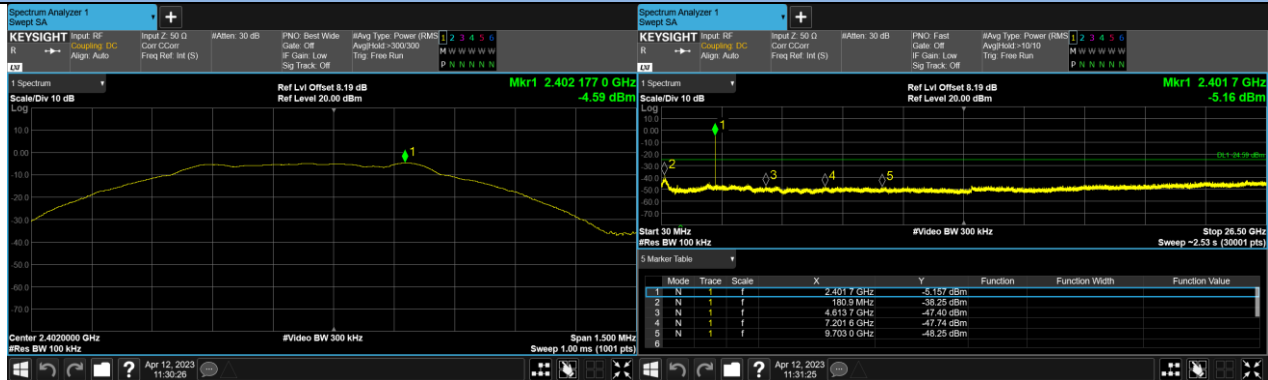 Spectrum Analyzer 1
Swept SA
KEYSIGHT
Input: RF
Coupling: DC
Align: Auto
Input Z: 50 Ω
Corr CCorr
Freq Ref: Int (S)
#Atten: 30 dB
PNO: Best Wide
Gate: Off
IF Gain: Low
Sig Track: Off
#Avg Type: Power (RMS
Avg|Hold:>300/300
Trig: Free Run
1 2 3 4 5 6
M W W W W W
P N N N N N
R
LXI
1 Spectrum
Scale/Div 10 dB
Log
Ref Lvl Offset 8.19 dB
Ref Level 20.00 dBm
Mkr1 2.402 177 0 GHz
-4.59 dBm
10.0
0.00
-10.0
-20.0
-30.0
-40.0
-50.0
-60.0
-70.0
1
Center 2.4020000 GHz
#Res BW 100 kHz
#Video BW 300 kHz
Span 1.500 MHz
Sweep 1.00 ms (1001 pts)
Apr 12, 2023
11:30:26
Spectrum Analyzer 1
Swept SA
KEYSIGHT
Input: RF
Coupling: DC
Align: Auto
Input Z: 50 Ω
Corr CCorr
Freq Ref: Int (S)
#Atten: 30 dB
PNO: Fast
Gate: Off
IF Gain: Low
Sig Track: Off
#Avg Type: Power (RMS
Avg|Hold:>10/10
Trig: Free Run
1 2 3 4 5 6
M W W W W W
P N N N N N
R
LXI
1 Spectrum
Scale/Div 10 dB
Log
Ref Lvl Offset 8.19 dB
Ref Level 20.00 dBm
Mkr1 2.401 7 GHz
-5.16 dBm
10.0
0.00
-10.0
-20.0
-30.0
-40.0
-50.0
-60.0
-70.0
1
2
3
4
5
DL1 -24.59 dBm
Start 30 MHz
#Res BW 100 kHz
#Video BW 300 kHz
Stop 26.50 GHz
Sweep ~2.53 s (30001 pts)
5 Marker Table
Mode Trace Scale X Y Function Function Width Function Value
1 N 1 f 2.401 7 GHz -5.157 dBm
2 N 1 f 180.9 MHz -38.25 dBm
3 N 1 f 4.613 7 GHz -47.40 dBm
4 N 1 f 7.201 6 GHz -47.74 dBm
5 N 1 f 9.703 0 GHz -48.25 dBm
6
Apr 12, 2023
11:31:25